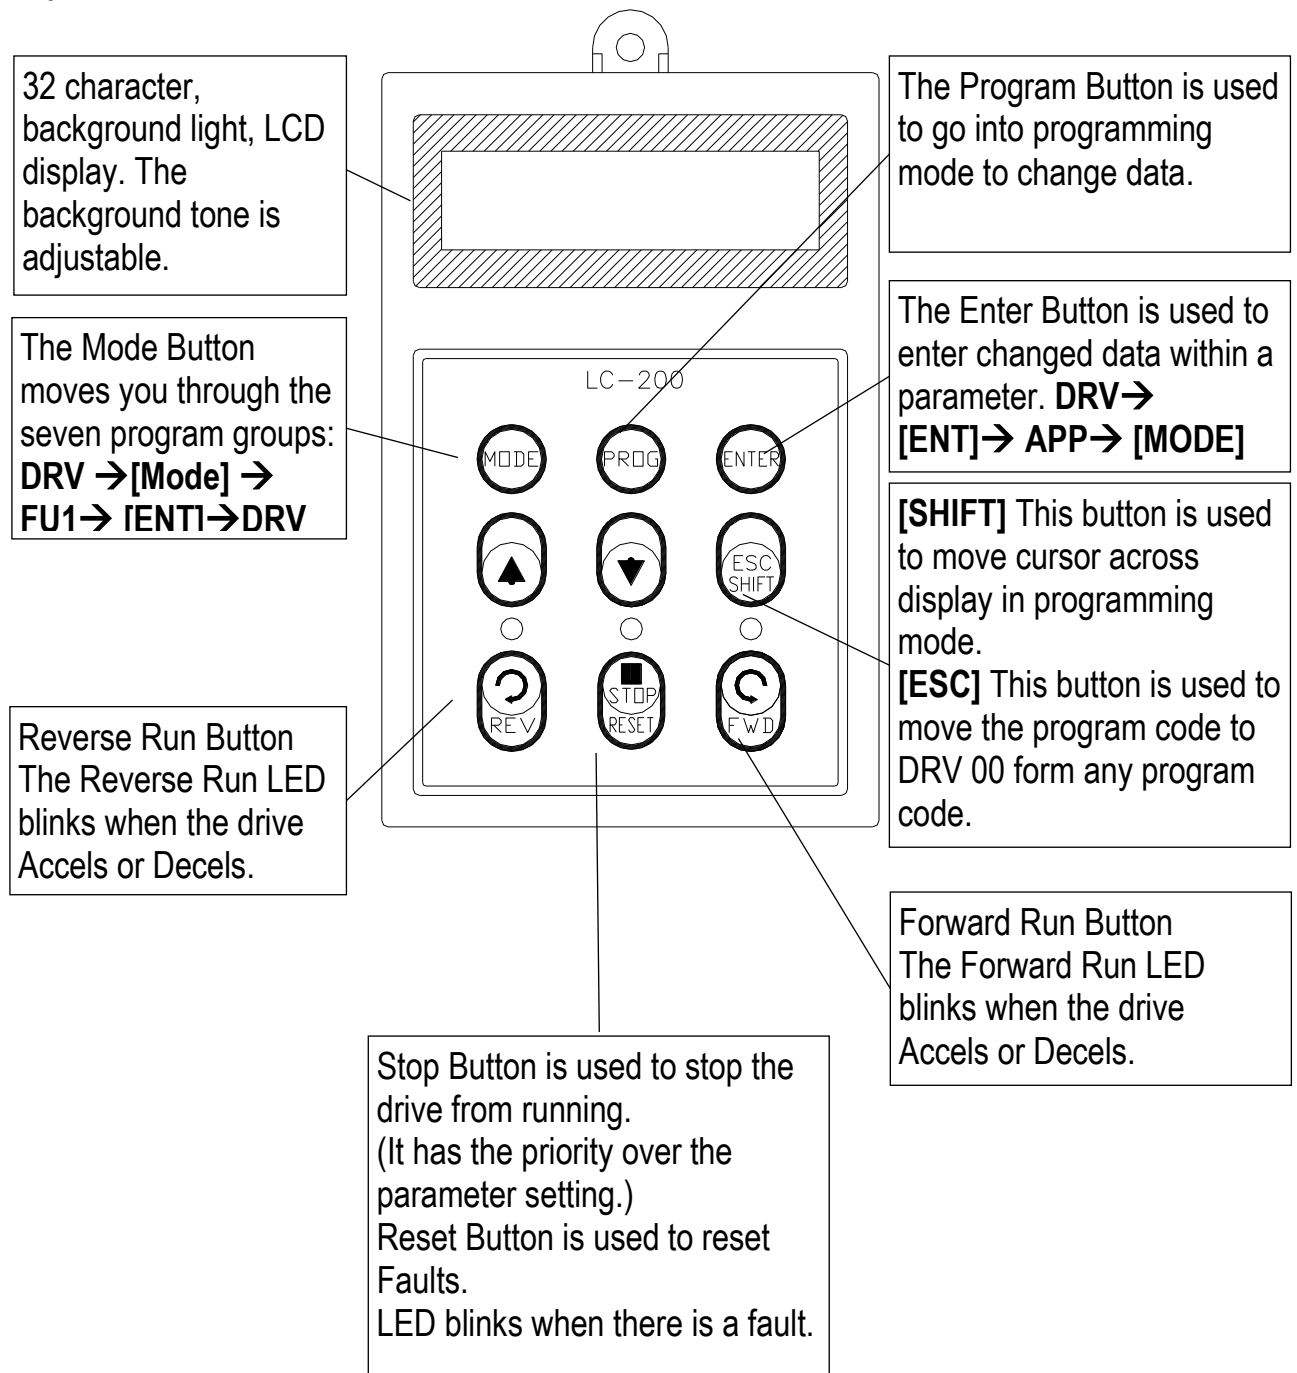 32 character,
background light, LCD
display. The
background tone is
adjustable.
The Program Button is used
to go into programming
mode to change data.
The Mode Button
moves you through the
seven program groups:
DRV →[Mode] →
FU1→ [ENT]→DRV
The Enter Button is used to
enter changed data within a
parameter. DRV→
[ENT]→ APP→ [MODE]
LC-200
MODE
PROG
ENTER
ESC
SHIFT
[SHIFT] This button is used
to move cursor across
display in programming
mode.
[ESC] This button is used to
move the program code to
DRV 00 form any program
code.
REV
STOP
RESET
FWD
Reverse Run Button
The Reverse Run LED
blinks when the drive
Accels or Decels.
Forward Run Button
The Forward Run LED
blinks when the drive
Accels or Decels.
Stop Button is used to stop the
drive from running.
(It has the priority over the
parameter setting.)
Reset Button is used to reset
Faults.
LED blinks when there is a fault.